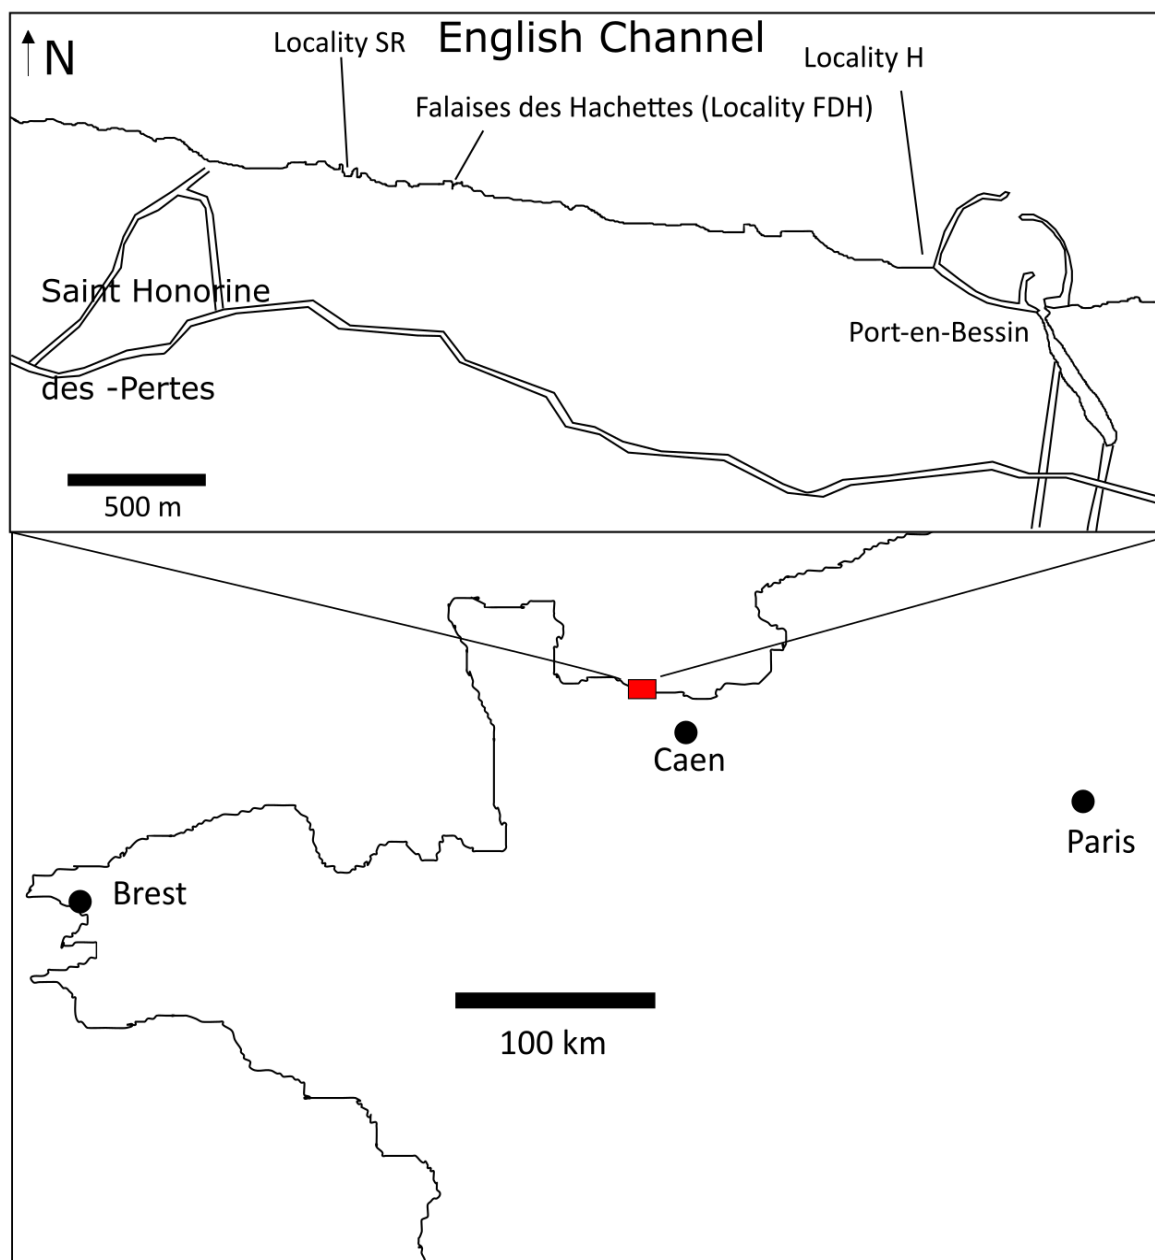 N
Locality SR
English Channel
Locality H
Falaises des Hachettes (Locality FDH)
Saint Honorine
des -Pertes
Port-en-Bessin
500 m
Caen
Paris
Brest
100 km